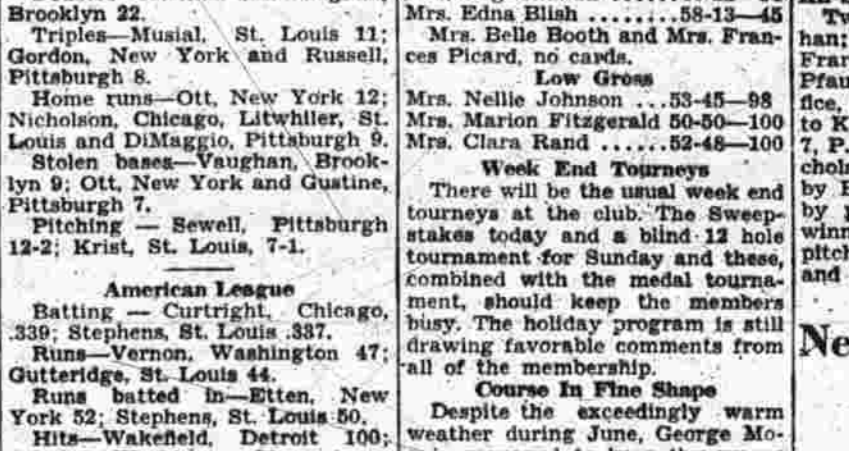 Brooklyn 22.
Triples—Musial, St. Louis 11;
Gordon, New York and Russell,
Pittsburgh 8.
Home runs—Ott, New York 12;
Nicholson, Chicago, Litwhiler, St.
Louis and DiMaggio, Pittsburgh 9.
Stolen bases—Vaughan, Brook-
lyn 9; Ott, New York and Gustine,
Pittsburgh 7.
Pitching — Sewell, Pittsburgh
12-2; Krist, St. Louis, 7-1.
American League
Batting — Curtright, Chicago,
.339; Stephens, St. Louis .337.
Runs—Vernon, Washington 47;
Gutteridge, St. Louis 44.
Runs batted in—Etten, New
York 52; Stephens, St. Louis 50.
Hits—Wakefield, Detroit 100;
Mrs. Edna Blish ........58-13—45
Mrs. Belle Booth and Mrs. Fran-
ces Picard, no cards.
Low Gross
Mrs. Nellie Johnson ...53-45—98
Mrs. Marion Fitzgerald 50-50—100
Mrs. Clara Rand ......52-48—100
Week End Tourneys
There will be the usual week end
tourneys at the club. The Sweep-
stakes today and a blind 12 hole
tournament for Sunday and these,
combined with the medal tourna-
ment, should keep the members
busy. The holiday program is still
drawing favorable comments from
all of the membership.
Course In Fine Shape
Despite the exceedingly warm
weather during June, George Mo-
Tw
han;
Fran
Pfau
fice,
to K
7, P.
chols
by
by
winn
pitch
and
Ne